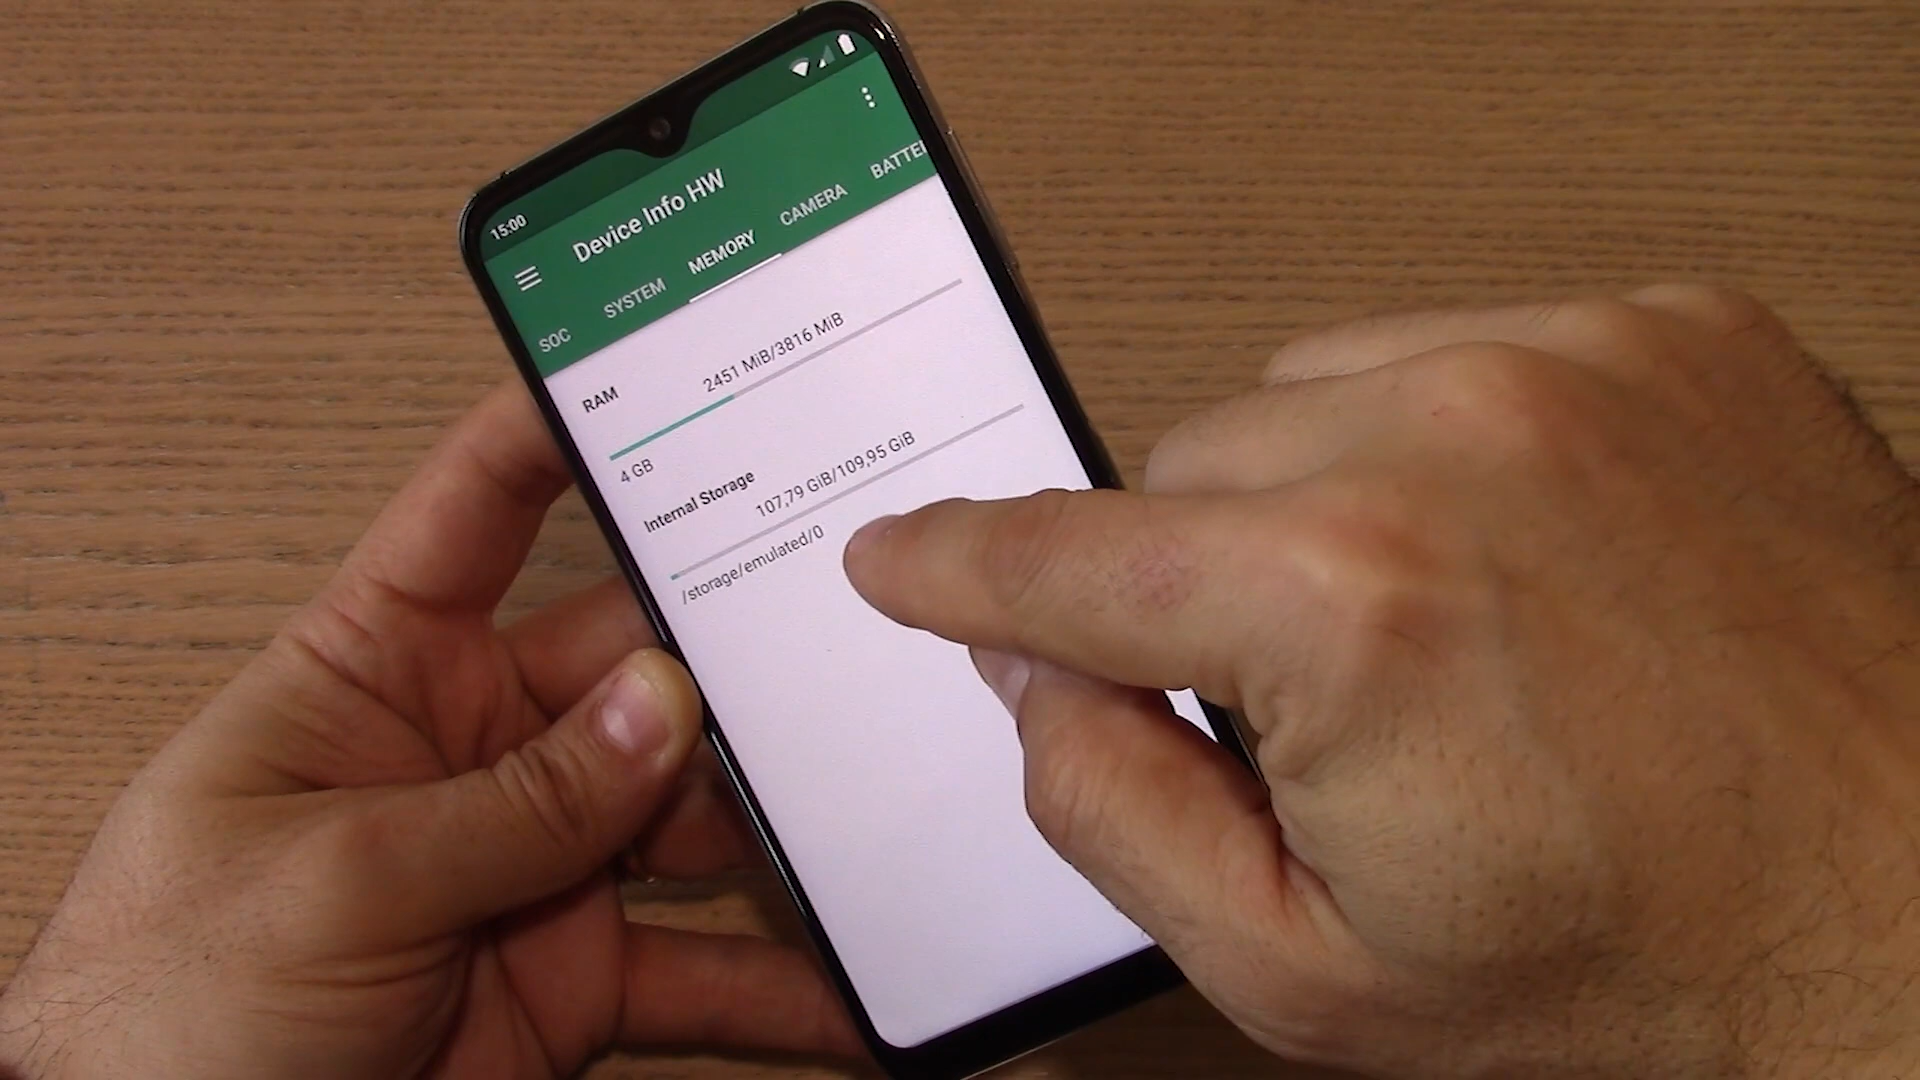 15:00
Device Info HW
SOC SYSTEM MEMORY CAMERA BATTE
RAM
2451 MiB/3816 MiB
4 GB
Internal Storage
107,79 GiB/109,95 GiB
/storage/emulated/0